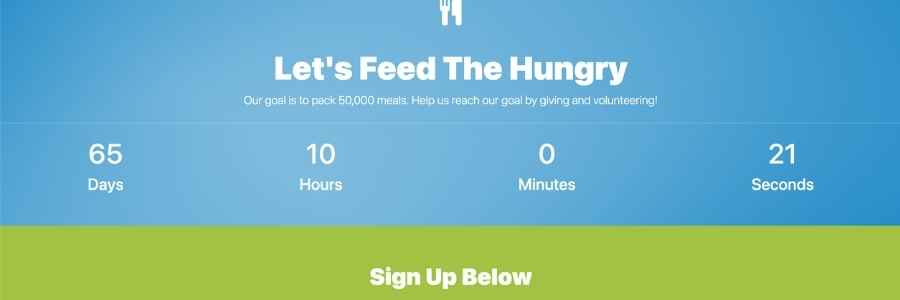 Let's Feed The Hungry
Our goal is to pack 50,000 meals. Help us reach our goal by giving and volunteering!
65 10 0 21
Days Hours Minutes Seconds
Sign Up Below